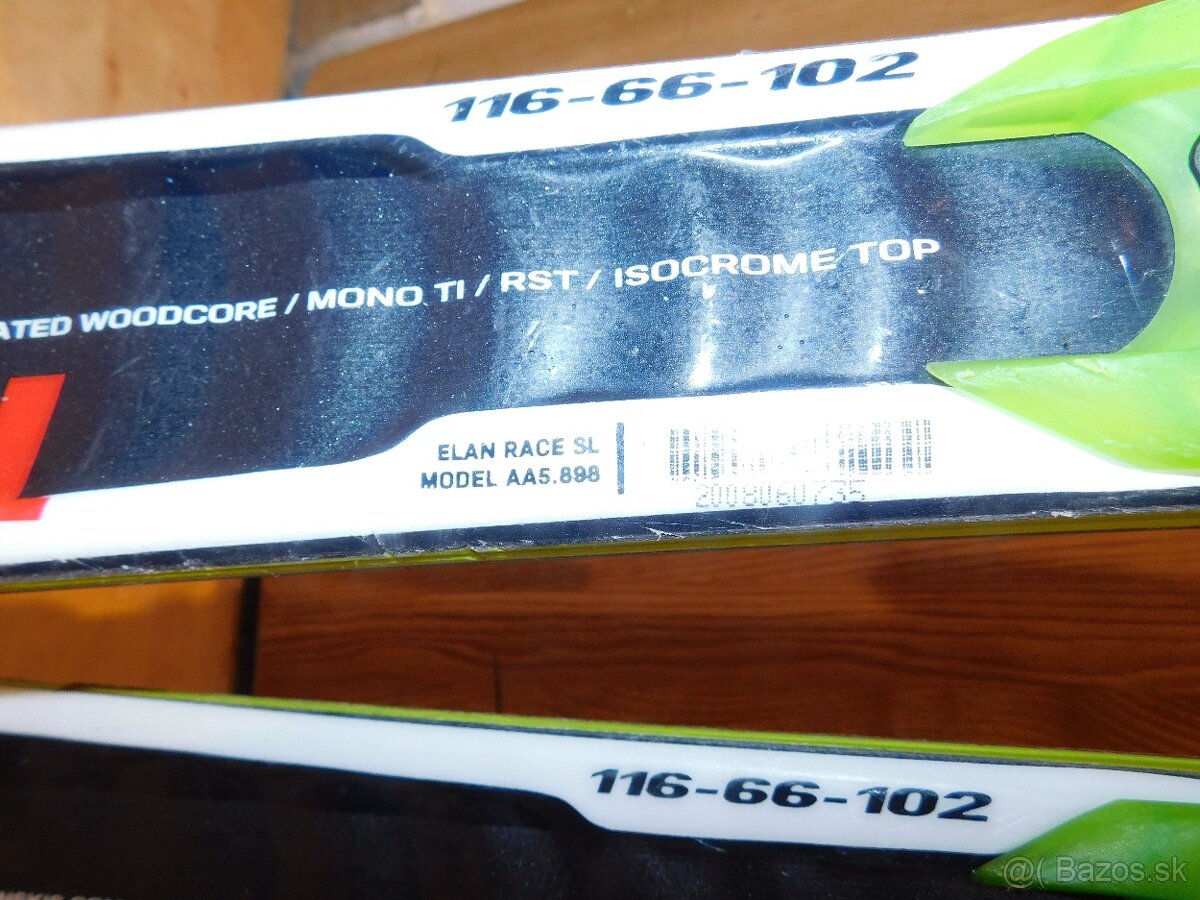 116-66-102
ATED WOODCORE / MONO TI / RST / ISOCROME TOP
ELAN RACE SL
MODEL AA5.898
2008060735
116-66-102
@( Bazos.sk